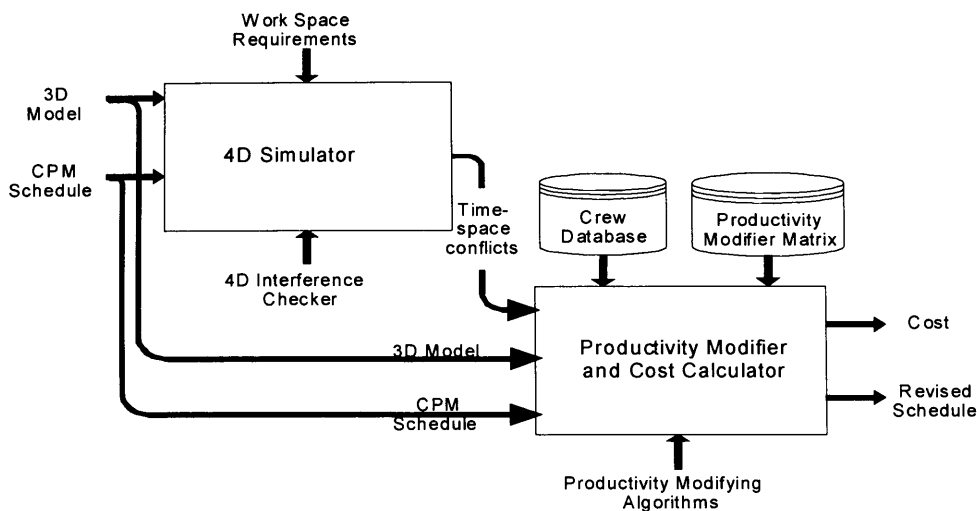 Work Space
Requirements
3D
Model
4D Simulator
CPM
Schedule
Time-
space
conflicts
4D Interference
Checker
Crew
Database
Productivity
Modifier Matrix
3D Model
CPM
Schedule
Productivity Modifier
and Cost Calculator
Cost
Revised
Schedule
Productivity Modifying
Algorithms